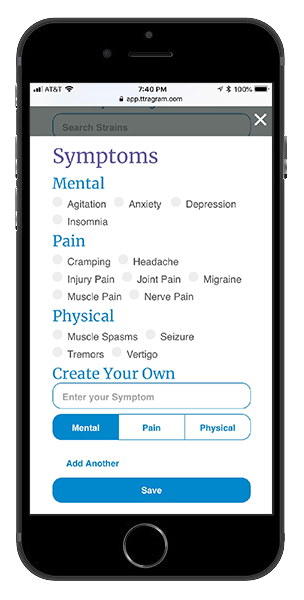 AT&T 7:40 PM 100%
app.ttragram.com
Search Strains
Symptoms
Mental
Agitation Anxiety Depression
Insomnia
Pain
Cramping Headache
Injury Pain Joint Pain Migraine
Muscle Pain Nerve Pain
Physical
Muscle Spasms Seizure
Tremors Vertigo
Create Your Own
Enter your Symptom
Mental Pain Physical
Add Another
Save